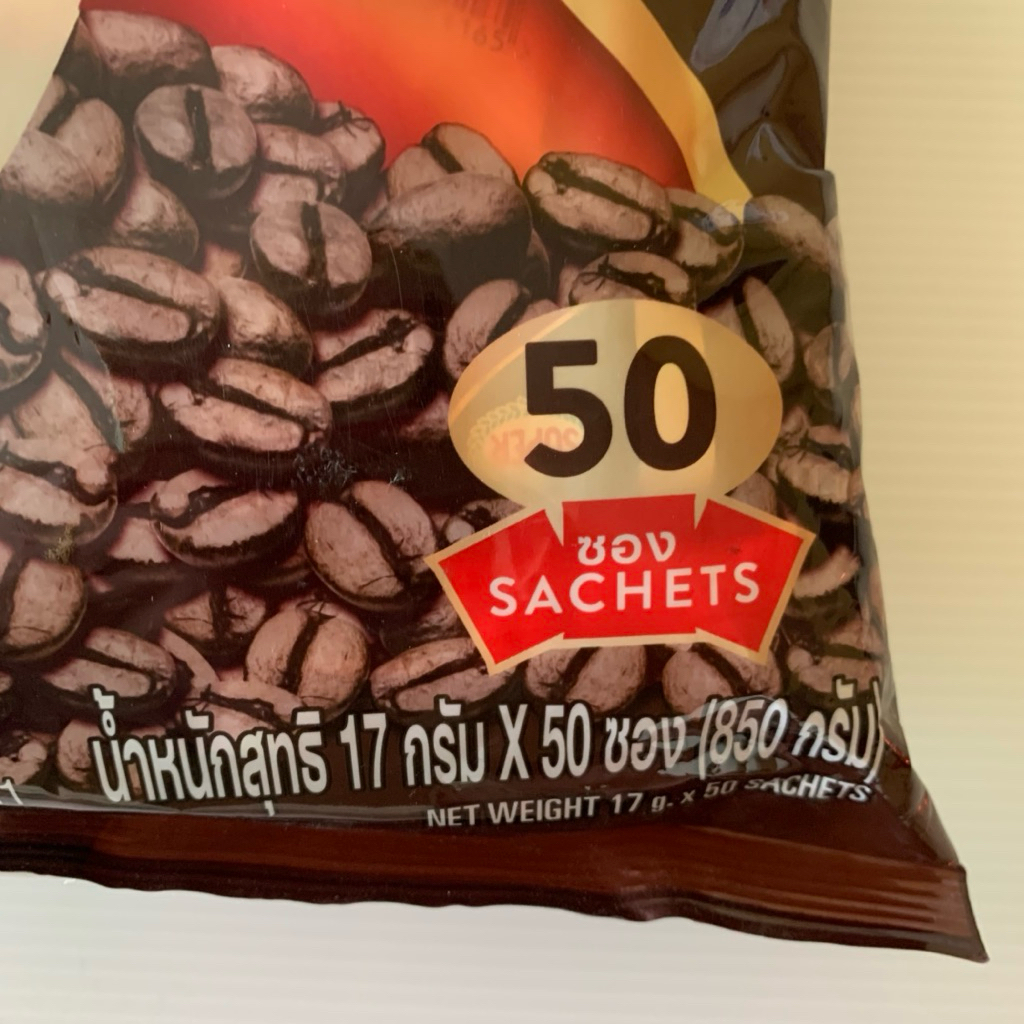 50
ซอง
SACHETS
น้ำหนักสุทธิ 17 กรัม X 50 ซอง (850 กรัม)
NET WEIGHT 17 g. x 50 SACHETS